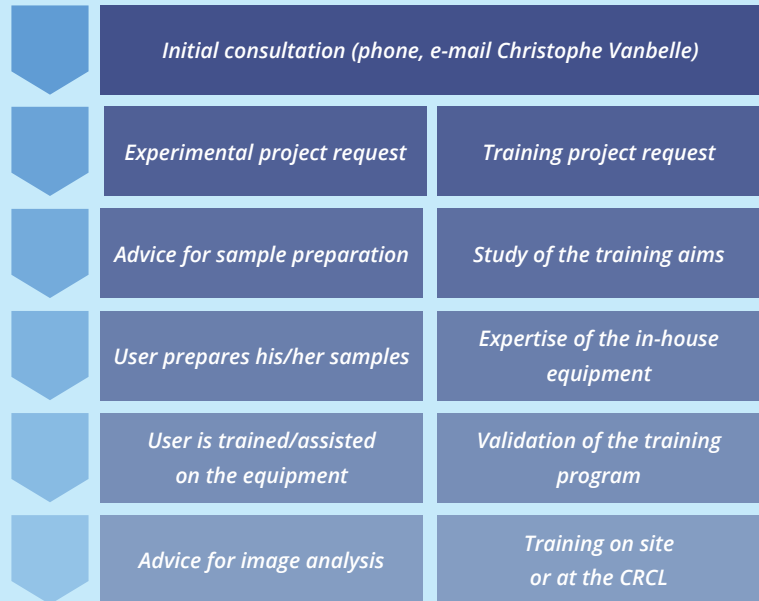 Initial consultation (phone, e-mail Christophe Vanbelle)
Experimental project request
Training project request
Advice for sample preparation
Study of the training aims
User prepares his/her samples
Expertise of the in-house
equipment
User is trained/assisted
on the equipment
Validation of the training
program
Advice for image analysis
Training on site
or at the CRCL